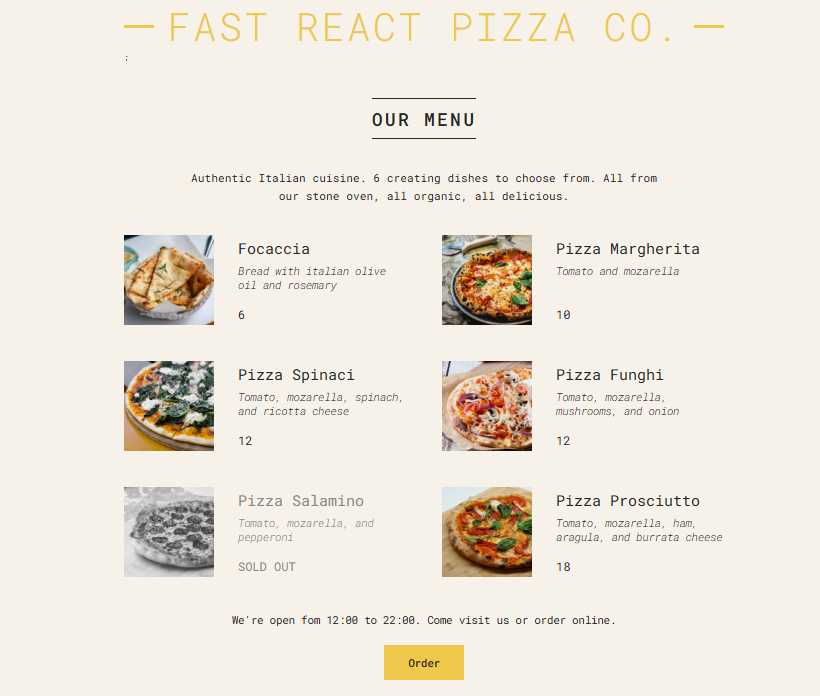 FAST REACT PIZZA CO.
;
OUR MENU
Authentic Italian cuisine. 6 creating dishes to choose from. All from
our stone oven, all organic, all delicious.
Focaccia
Bread with italian olive
oil and rosemary
6
Pizza Margherita
Tomato and mozarella
10
Pizza Spinaci
Tomato, mozarella, spinach,
and ricotta cheese
12
Pizza Funghi
Tomato, mozarella,
mushrooms, and onion
12
Pizza Salamino
Tomato, mozarella, and
pepperoni
SOLD OUT
Pizza Prosciutto
Tomato, mozarella, ham,
aragula, and burrata cheese
18
We're open fom 12:00 to 22:00. Come visit us or order online.
Order